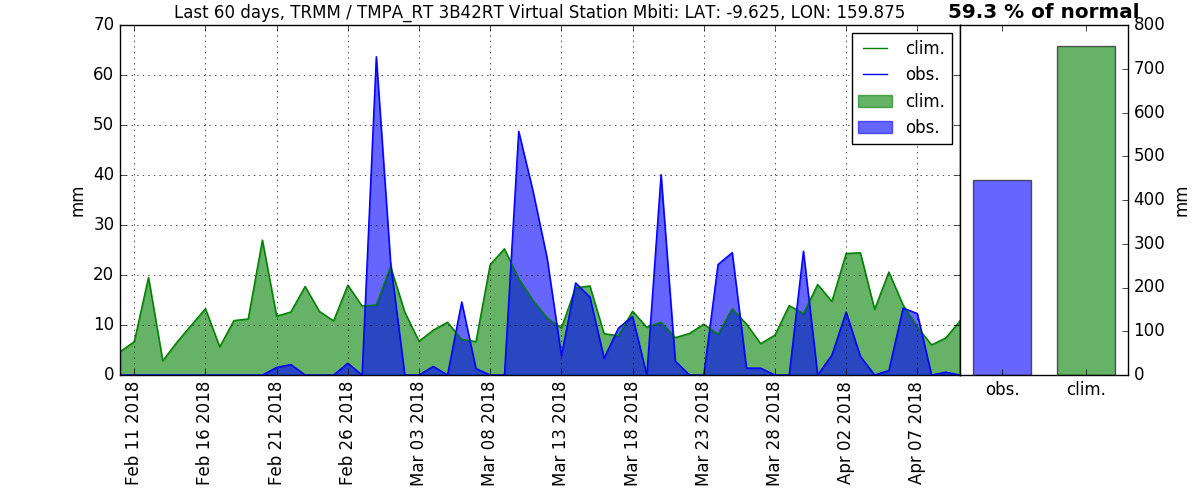 Last 60 days, TRMM / TMPA_RT 3B42RT Virtual Station Mbiti: LAT: -9.625, LON: 159.875
59.3 % of normal
70
60
50
40
30
20
10
0
mm
clim.
obs.
clim.
obs.
800
700
600
500
400
300
200
100
0
mm
obs.
clim.
Feb 11 2018
Feb 16 2018
Feb 21 2018
Feb 26 2018
Mar 03 2018
Mar 08 2018
Mar 13 2018
Mar 18 2018
Mar 23 2018
Mar 28 2018
Apr 02 2018
Apr 07 2018